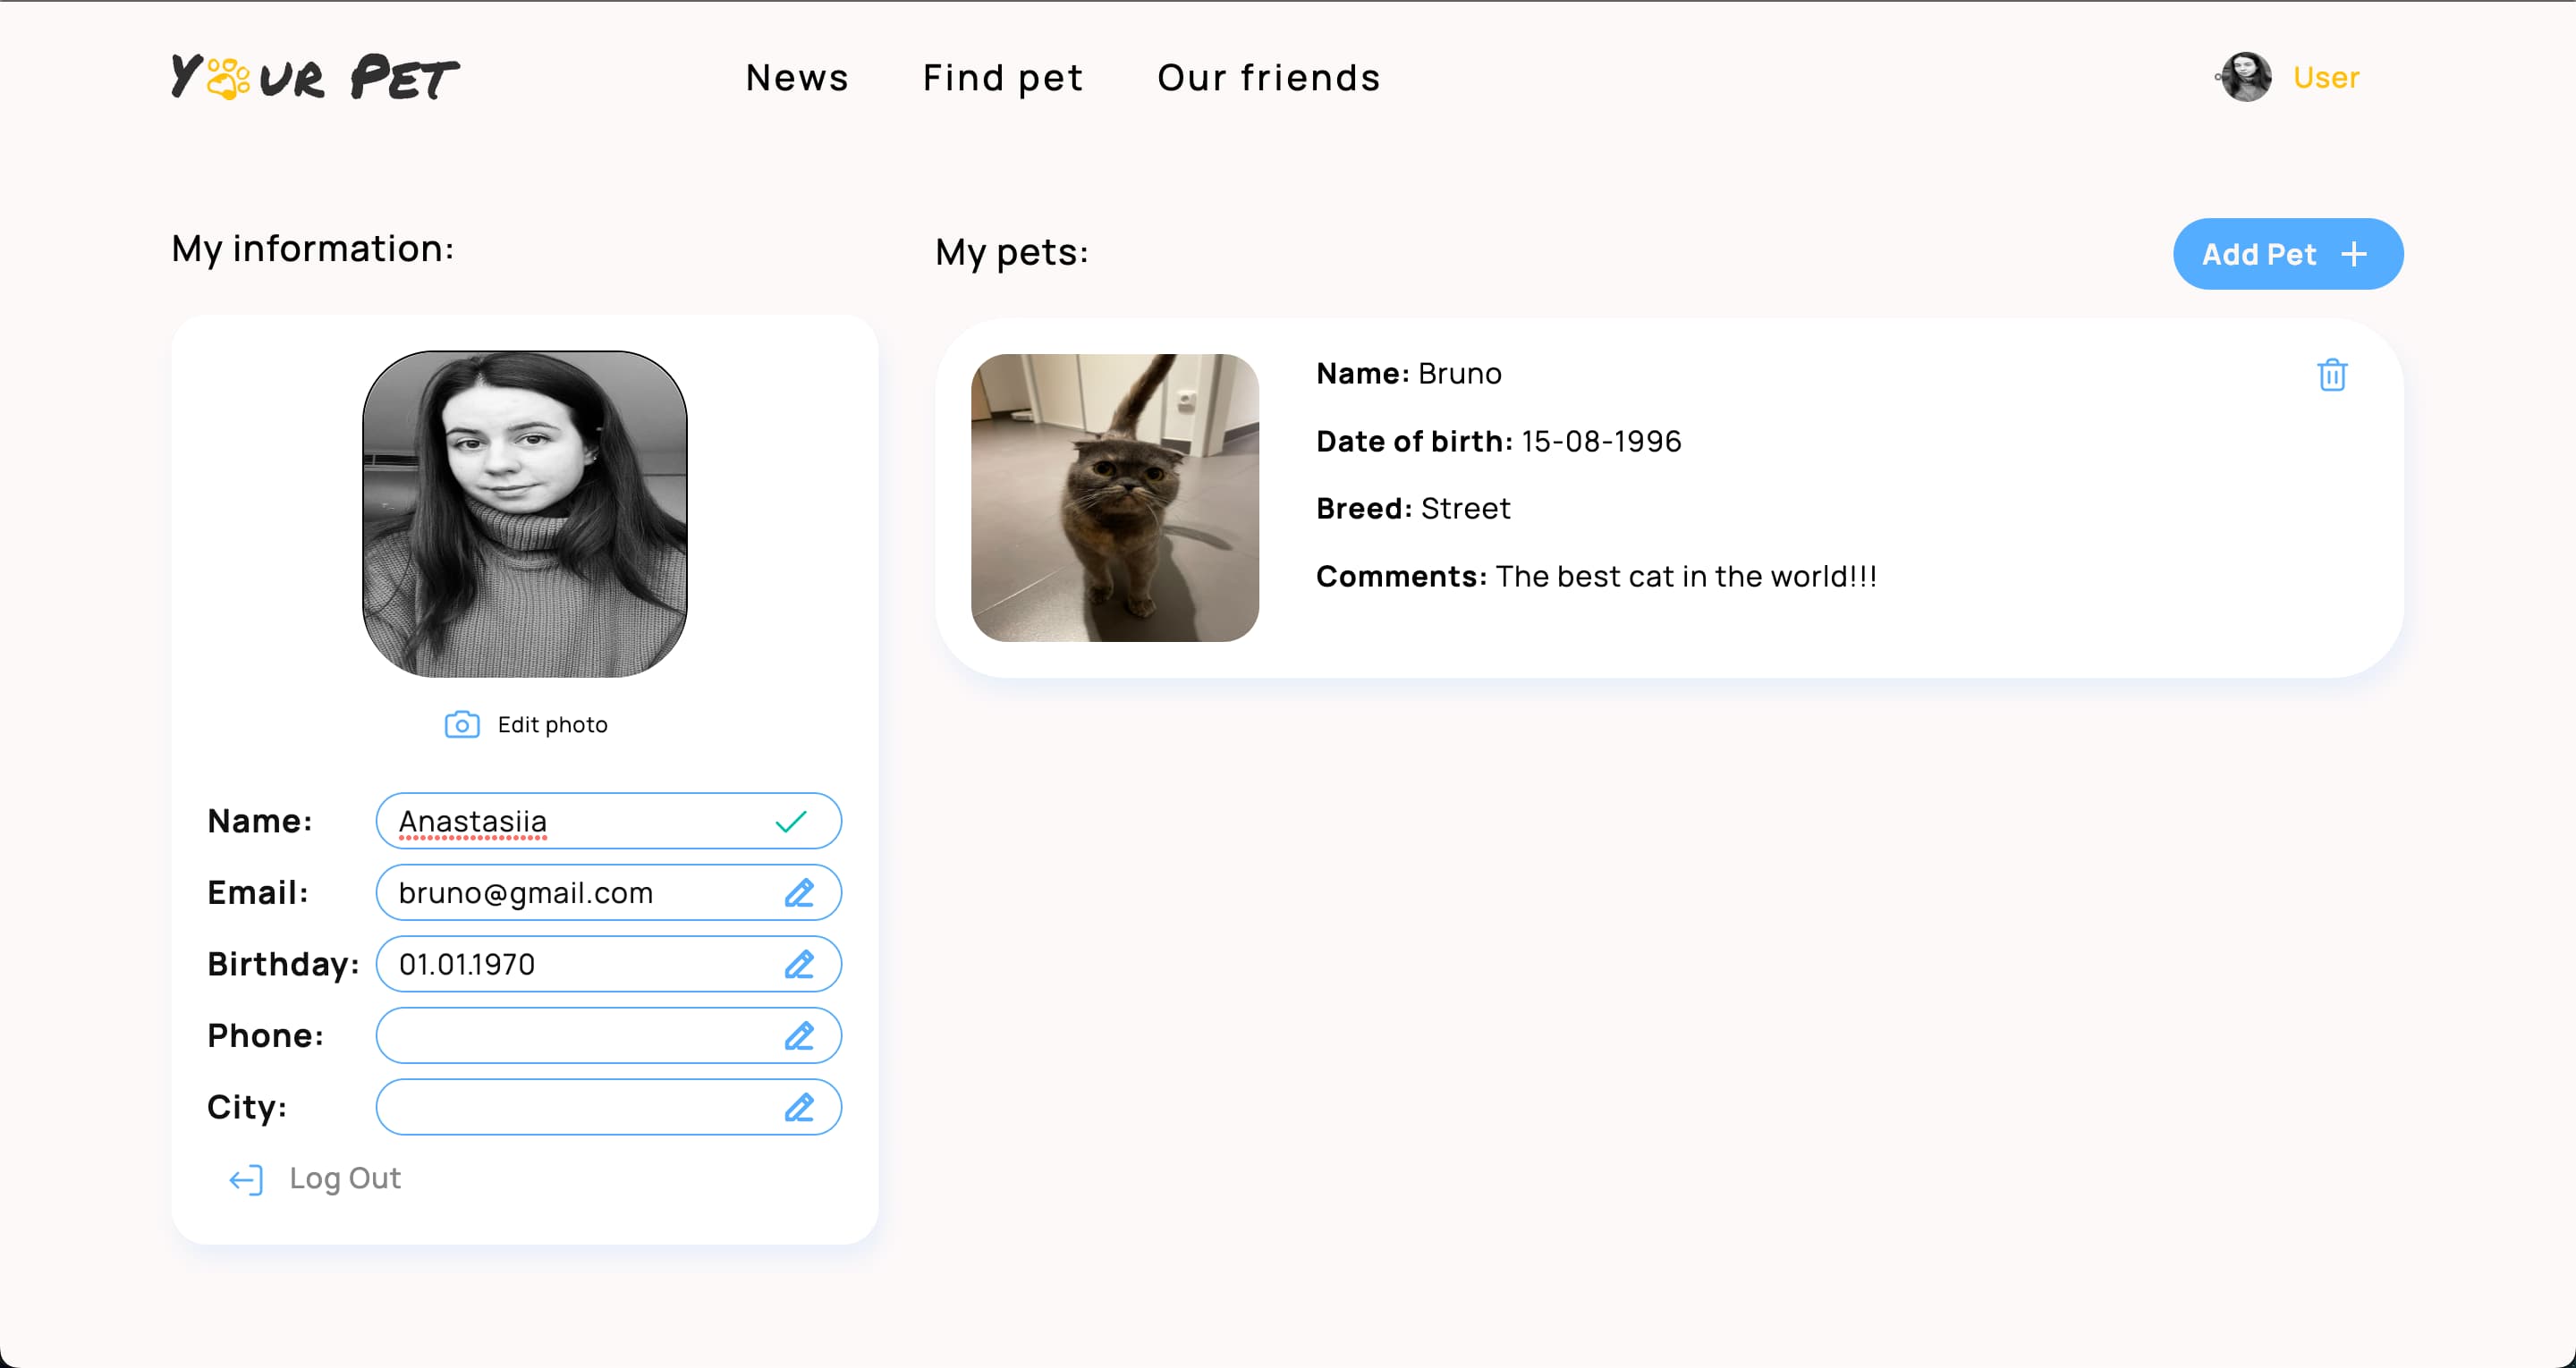 Your Pet
News Find pet Our friends
User
My information:
Edit photo
Name: Anastasiia
Email: bruno@gmail.com
Birthday: 01.01.1970
Phone:
City:
Log Out
My pets:
Add Pet +
Name: Bruno
Date of birth: 15-08-1996
Breed: Street
Comments: The best cat in the world!!!